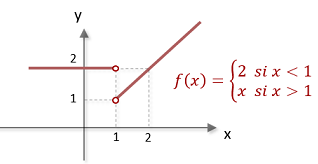 y
2
f(x) = {2 si x < 1
x si x > 1
1
1 2
x